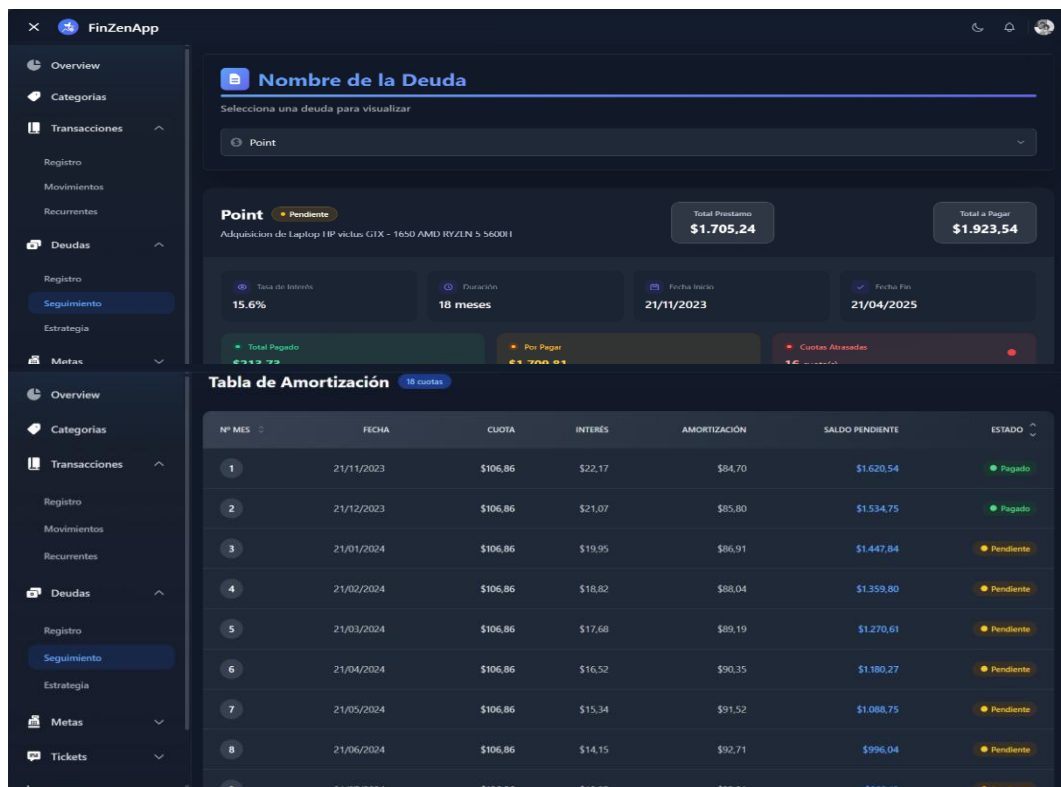 FinZenApp
Overview
Categorias
Transacciones
Registro
Movimientos
Recurrentes
Deudas
Registro
Seguimiento
Estrategia
Metas
Nombre de la Deuda
Selecciona una deuda para visualizar
Point
Point Pendiente
Adquisicion de Laptop HP victus GTX - 1650 AMD RYZEN 5 5600H
Total Prestamo
$1.705,24
Total a Pagar
$1.923,54
Tasa de Interés
15.6%
Duración
18 meses
Fecha Inicio
21/11/2023
Fecha Fin
21/04/2025
Total Pagado
$213,73
Por Pagar
$1.709,81
Cuotas Atrasadas
16 cuota(s)
Overview
Categorias
Transacciones
Registro
Movimientos
Recurrentes
Deudas
Registro
Seguimiento
Estrategia
Metas
Tickets
Tabla de Amortización 18 cuotas
Nº MES FECHA CUOTA INTERÉS AMORTIZACIÓN SALDO PENDIENTE ESTADO
1 21/11/2023 $106,86 $22,17 $84,70 $1.620,54 Pagado
2 21/12/2023 $106,86 $21,07 $85,80 $1.534,75 Pagado
3 21/01/2024 $106,86 $19,95 $86,91 $1.447,84 Pendiente
4 21/02/2024 $106,86 $18,82 $88,04 $1.359,80 Pendiente
5 21/03/2024 $106,86 $17,68 $89,19 $1.270,61 Pendiente
6 21/04/2024 $106,86 $16,52 $90,35 $1.180,27 Pendiente
7 21/05/2024 $106,86 $15,34 $91,52 $1.088,75 Pendiente
8 21/06/2024 $106,86 $14,15 $92,71 $996,04 Pendiente